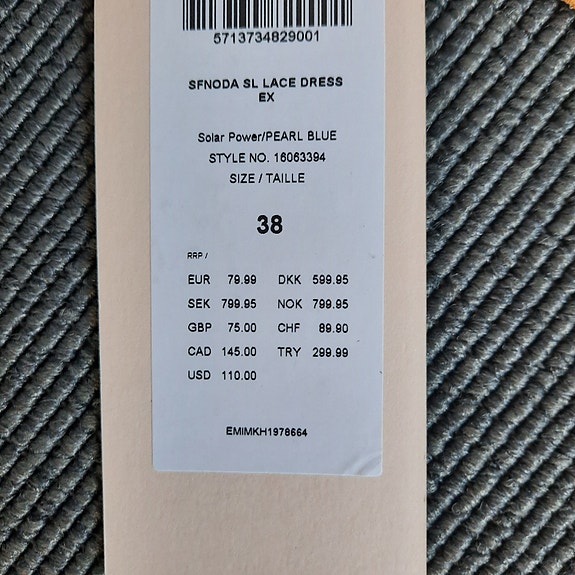 5713734829001
SFNODA SL LACE DRESS
EX
Solar Power/PEARL BLUE
STYLE NO. 16063394
SIZE / TAILLE
38
RRP /
EUR 79.99 DKK 599.95
SEK 799.95 NOK 799.95
GBP 75.00 CHF 89.90
CAD 145.00 TRY 299.99
USD 110.00
EMIMKH1978664